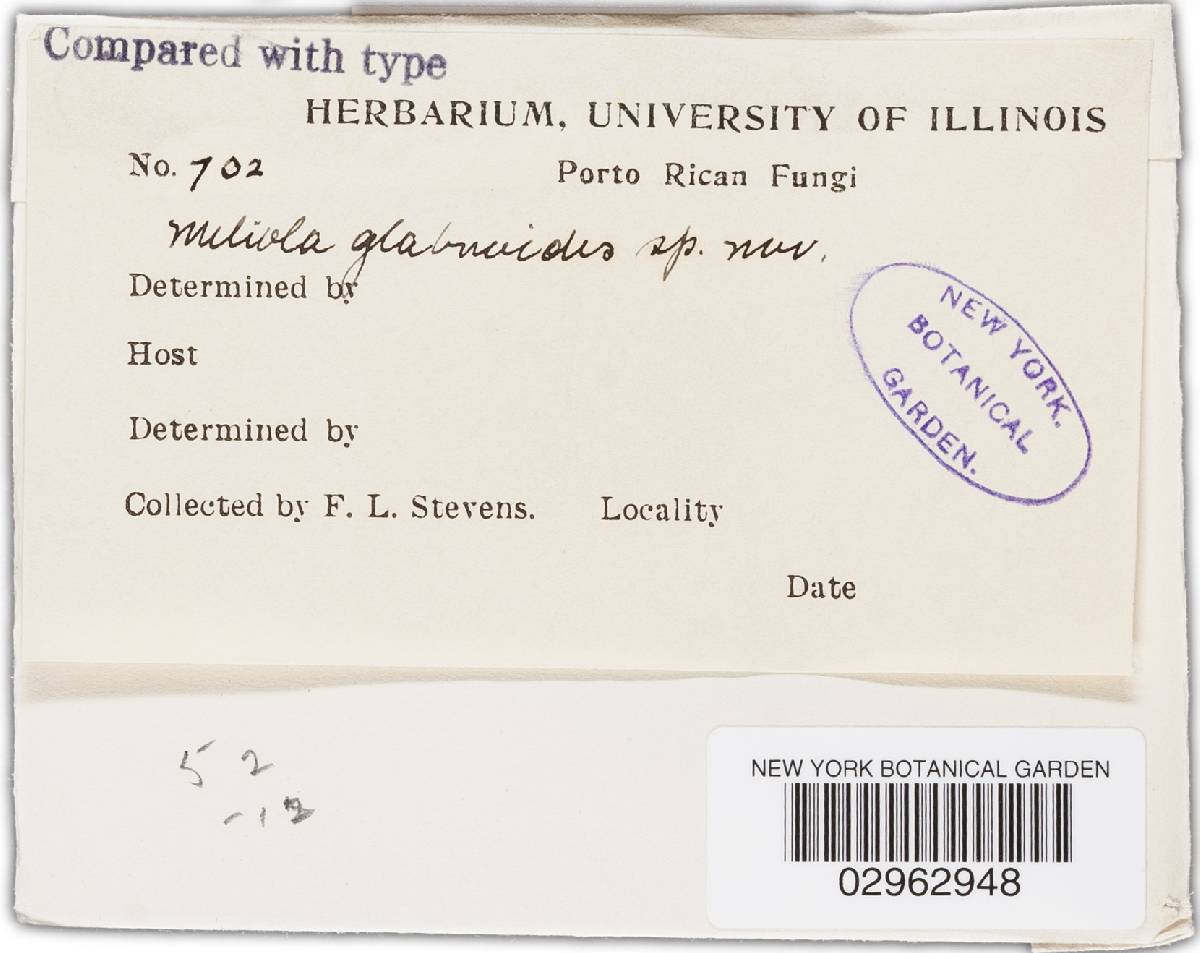 Compared with type
HERBARIUM, UNIVERSITY OF ILLINOIS
No. 702 Porto Rican Fungi
Meliola glabroides sp. nov.
Determined by
Host
Determined by
Collected by F. L. Stevens. Locality
Date
NEW YORK.
BOTANICAL
GARDEN.
5 2
-12
NEW YORK BOTANICAL GARDEN
02962948